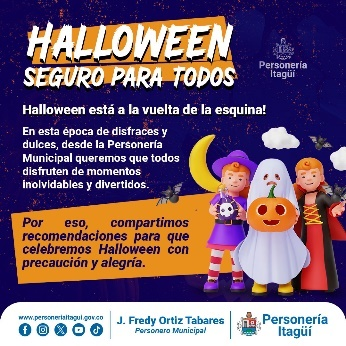 HALLOWEEN
SEGURO PARA TODOS
Personería
Itagüí
Halloween está a la vuelta de la esquina!
En esta época de disfraces y
dulces, desde la Personería
Municipal queremos que todos
disfruten de momentos
inolvidables y divertidos.
Por eso, compartimos
recomendaciones para que
celebremos Halloween con
precaución y alegría.
www.personeriaitagui.gov.co
J. Fredy Ortiz Tabares
Personero Municipal
Personería
Itagüí